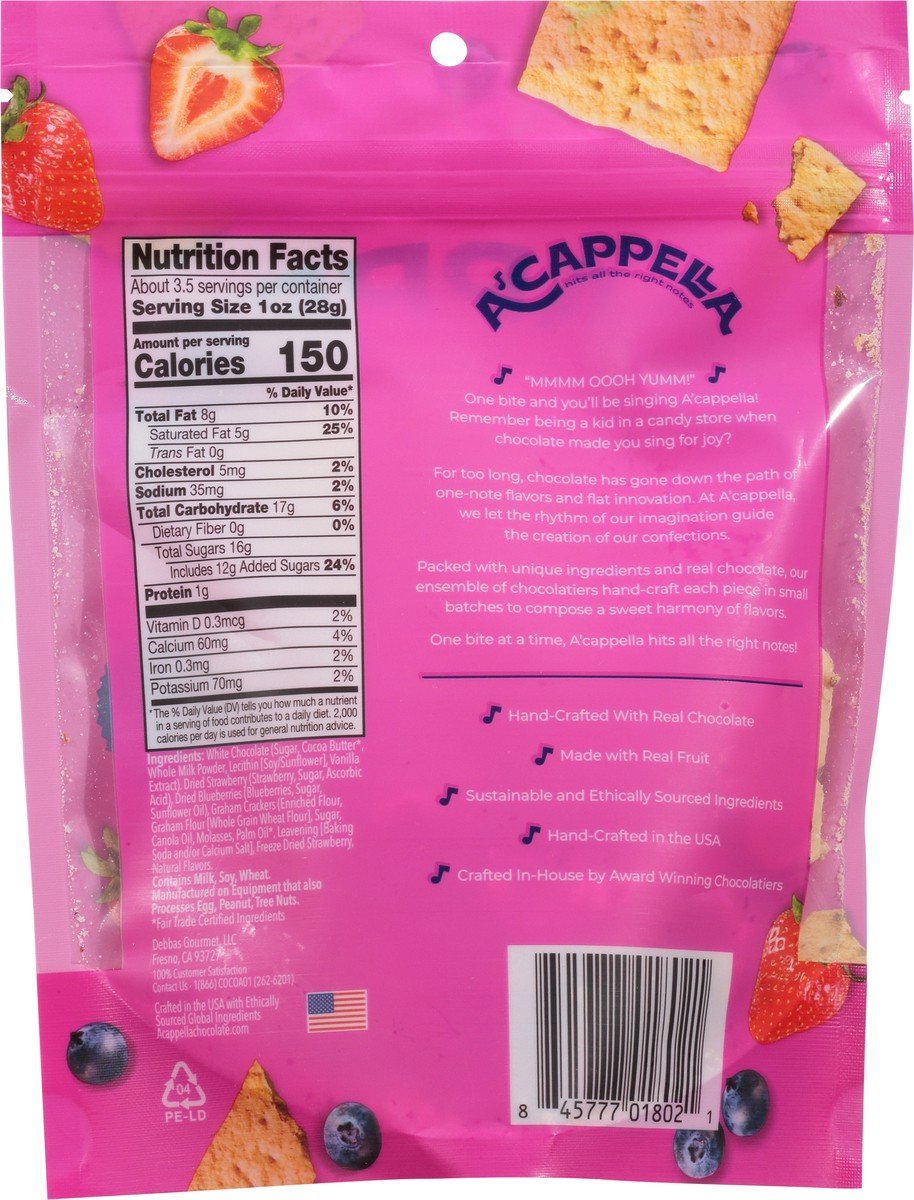 Nutrition Facts
About 3.5 servings per container
Serving Size 1 oz (28g)
Amount per serving
Calories 150
% Daily Value*
Total Fat 8g 10%
Saturated Fat 5g 25%
Trans Fat 0g
Cholesterol 5mg 2%
Sodium 35mg 2%
Total Carbohydrate 17g 6%
Dietary Fiber 0g 0%
Total Sugars 16g
Includes 12g Added Sugars 24%
Protein 1g
Vitamin D 0.3mcg 2%
Calcium 60mg 4%
Iron 0.3mg 2%
Potassium 70mg 2%
*The % Daily Value (DV) tells you how much a nutrient
in a serving of food contributes to a daily diet. 2,000
calories per day is used for general nutrition advice.
Ingredients: White Chocolate (Sugar, Cocoa Butter*,
Whole Milk Powder, Lecithin [Soy/Sunflower], Vanilla
Extract). Dried Strawberry (Strawberry, Sugar, Ascorbic
Acid), Dried Blueberries [Blueberries, Sugar,
Sunflower Oil), Graham Crackers (Enriched Flour,
Graham Flour [Whole Grain Wheat Flour], Sugar,
Canola Oil, Molasses, Palm Oil*, Leavening [Baking
Soda and/or Calcium Salt], Freeze Dried Strawberry,
Natural Flavors.
Contains Milk, Soy, Wheat.
Manufactured on Equipment that also
Processes Egg, Peanut, Tree Nuts.
*Fair Trade Certified Ingredients
Debbas Gourmet, LLC
Fresno, CA 93727
100% Customer Satisfaction
Contact Us - 1(866) COCOA01 (262-6201)
Crafted in the USA with Ethically
Sourced Global Ingredients
Acappellachocolate.com
04
PE-LD
A'CAPPELLA
hits all the right notes
"MMMM OOOH YUMM!"
One bite and you'll be singing A'cappella!
Remember being a kid in a candy store when
chocolate made you sing for joy?
For too long, chocolate has gone down the path of
one-note flavors and flat innovation. At A'cappella,
we let the rhythm of our imagination guide
the creation of our confections.
Packed with unique ingredients and real chocolate, our
ensemble of chocolatiers hand-craft each piece in small
batches to compose a sweet harmony of flavors.
One bite at a time, A'cappella hits all the right notes!
Hand-Crafted With Real Chocolate
Made with Real Fruit
Sustainable and Ethically Sourced Ingredients
Hand-Crafted in the USA
Crafted In-House by Award Winning Chocolatiers
8 45777 01802 1